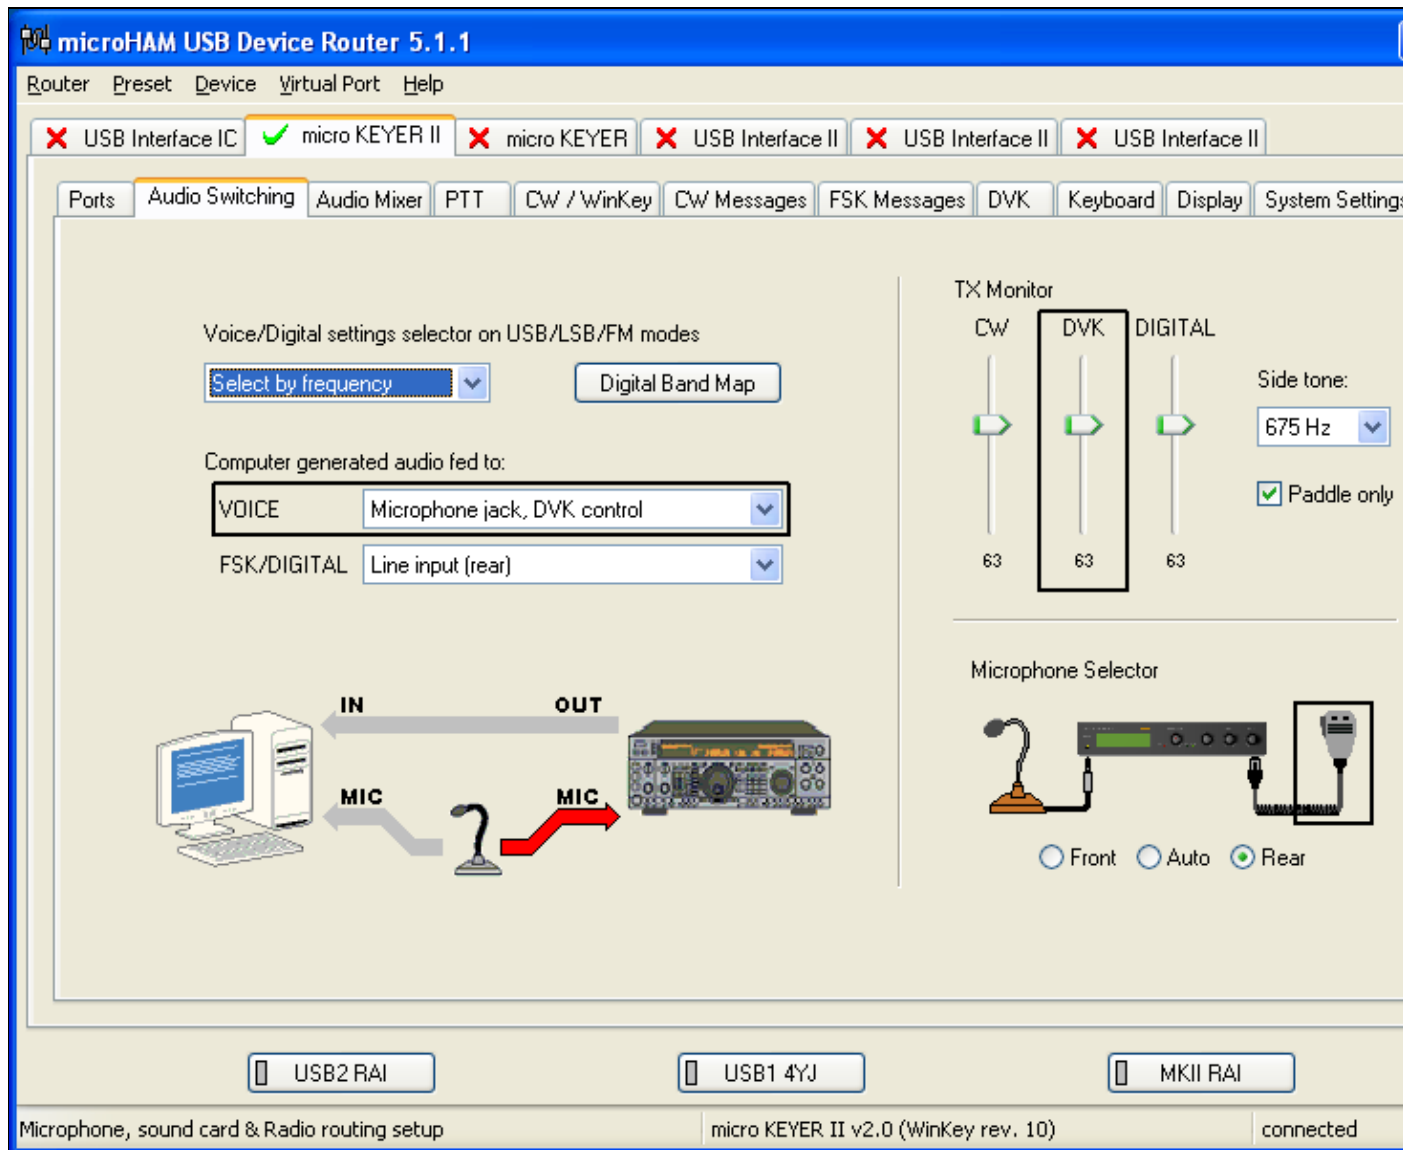 microHAM USB Device Router 5.1.1
Router Preset Device Virtual Port Help
USB Interface IC micro KEYER II micro KEYER USB Interface II USB Interface II USB Interface II
Ports Audio Switching Audio Mixer PTT CW / WinKey CW Messages FSK Messages DVK Keyboard Display System Settings
Voice/Digital settings selector on USB/LSB/FM modes
Select by frequency Digital Band Map
Computer generated audio fed to:
VOICE Microphone jack, DVK control
FSK/DIGITAL Line input (rear)
IN OUT
MIC MIC
TX Monitor
CW DVK DIGITAL
Side tone:
675 Hz
Paddle only
63 63 63
Microphone Selector
Front Auto Rear
USB2 RAI USB1 4YJ MKII RAI
Microphone, sound card & Radio routing setup micro KEYER II v2.0 (WinKey rev. 10) connected